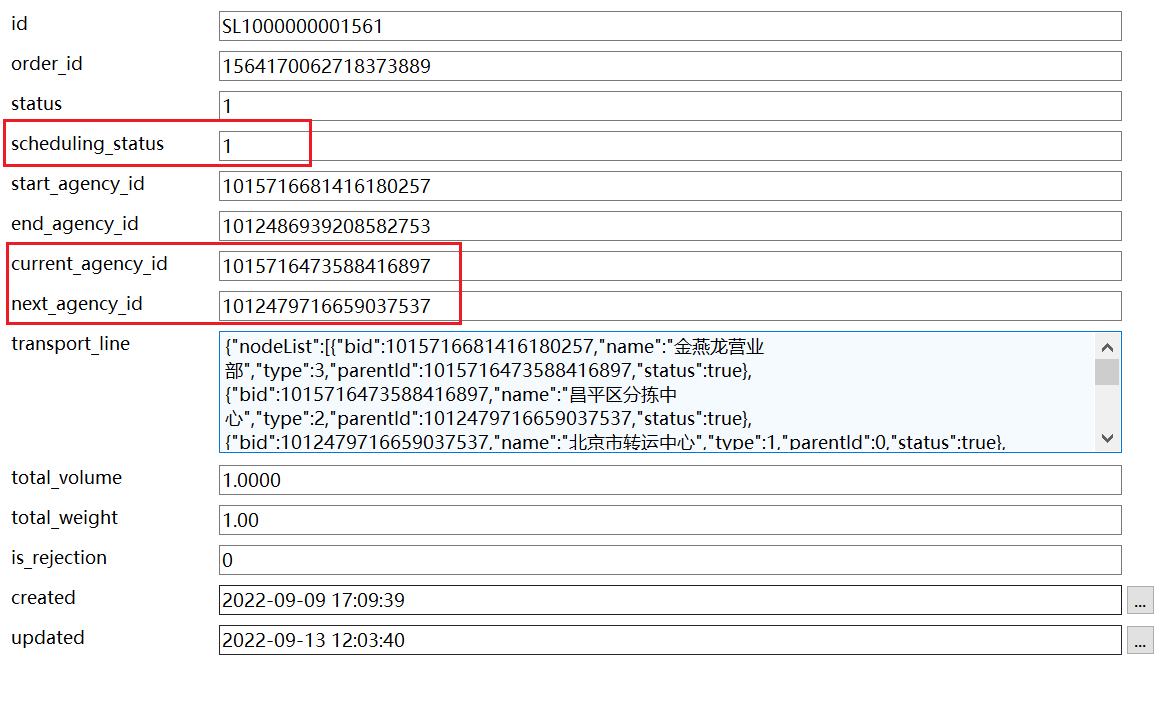 id
SL1000000001561
order_id
1564170062718373889
status
1
scheduling_status
1
start_agency_id
1015716681416180257
end_agency_id
1012486939208582753
current_agency_id
1015716473588416897
next_agency_id
1012479716659037537
transport_line
{"nodeList":[{"bid":1015716681416180257,"name":"金燕龙营业
部","type":3,"parentId":1015716473588416897,"status":true},
{"bid":1015716473588416897,"name":"昌平区分拣中
心","type":2,"parentId":1012479716659037537,"status":true},
{"bid":1012479716659037537,"name":"北京市转运中心","type":1,"parentId":0,"status":true},
total_volume
1.0000
total_weight
1.00
is_rejection
0
created
2022-09-09 17:09:39
...
updated
2022-09-13 12:03:40
...